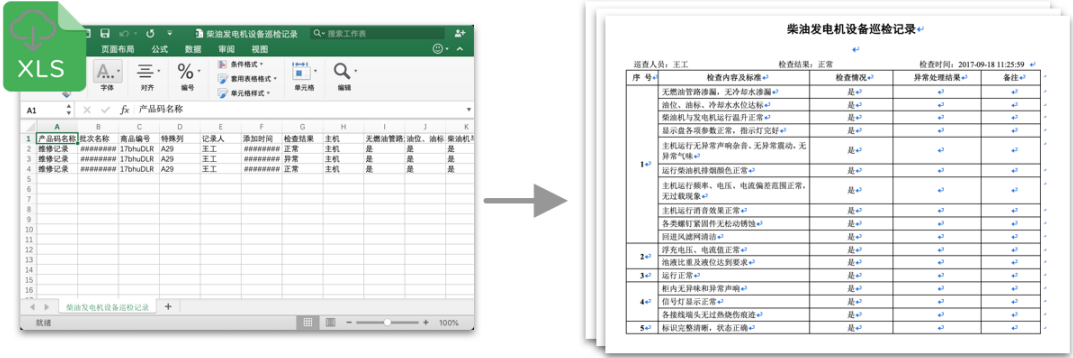 XLS
柴油发电机设备巡检记录
搜索工作表
页面布局 公式 数据 审阅 视图
字体 对齐 编号 条件格式 套用表格格式 单元格样式 单元格 编辑
A1 fx 产品码名称
A B C D E F G H I J K
1 产品码名称 批次名称 商品编号 特殊列 记录人 添加时间 检查结果 主机 无燃油管路 油位、油标 柴油机与
2 维修记录 ######## 17bhuDLR A29 王工 ######## 正常 主机 是 是 是
3 维修记录 ######## 17bhuDLR A29 王工 ######## 异常 主机 是 是 是
4 维修记录 ######## 17bhuDLR A29 王工 ######## 正常 主机 是 是 是
5
6
7
8
9
10
11
12
13
14
15
16
柴油发电机设备巡检记录 +
就绪 100%
柴油发电机设备巡检记录
巡查人员：王工 检查结果：正常 检查时间：2017-09-18 11:25:59
序 号 检查内容及标准 检查情况 异常处理结果 备注
1
无燃油管路渗漏，无冷却水渗漏 是
油位、油标、冷却水水位达标 是
柴油机与发电机运行温升正常 是
显示盘各项参数正常，指示灯完好 是
主机运行无异常声响杂音、无异常震动，无
异常气味 是
运行柴油机排烟颜色正常 是
主机运行频率、电压、电流偏差范围正常，
无过载现象 是
主机运行消音效果正常 是
各类螺钉紧固件无松动锈蚀 是
回进风滤网清洁 是
2
浮充电压、电流值正常 是
池液比重及液位达到要求 是
3 运行正常 是
4
柜内无异味和异常声响 是
信号灯显示正常 是
各接线端头无过热烧伤痕迹 是
5 标识完整清晰、状态正确 是